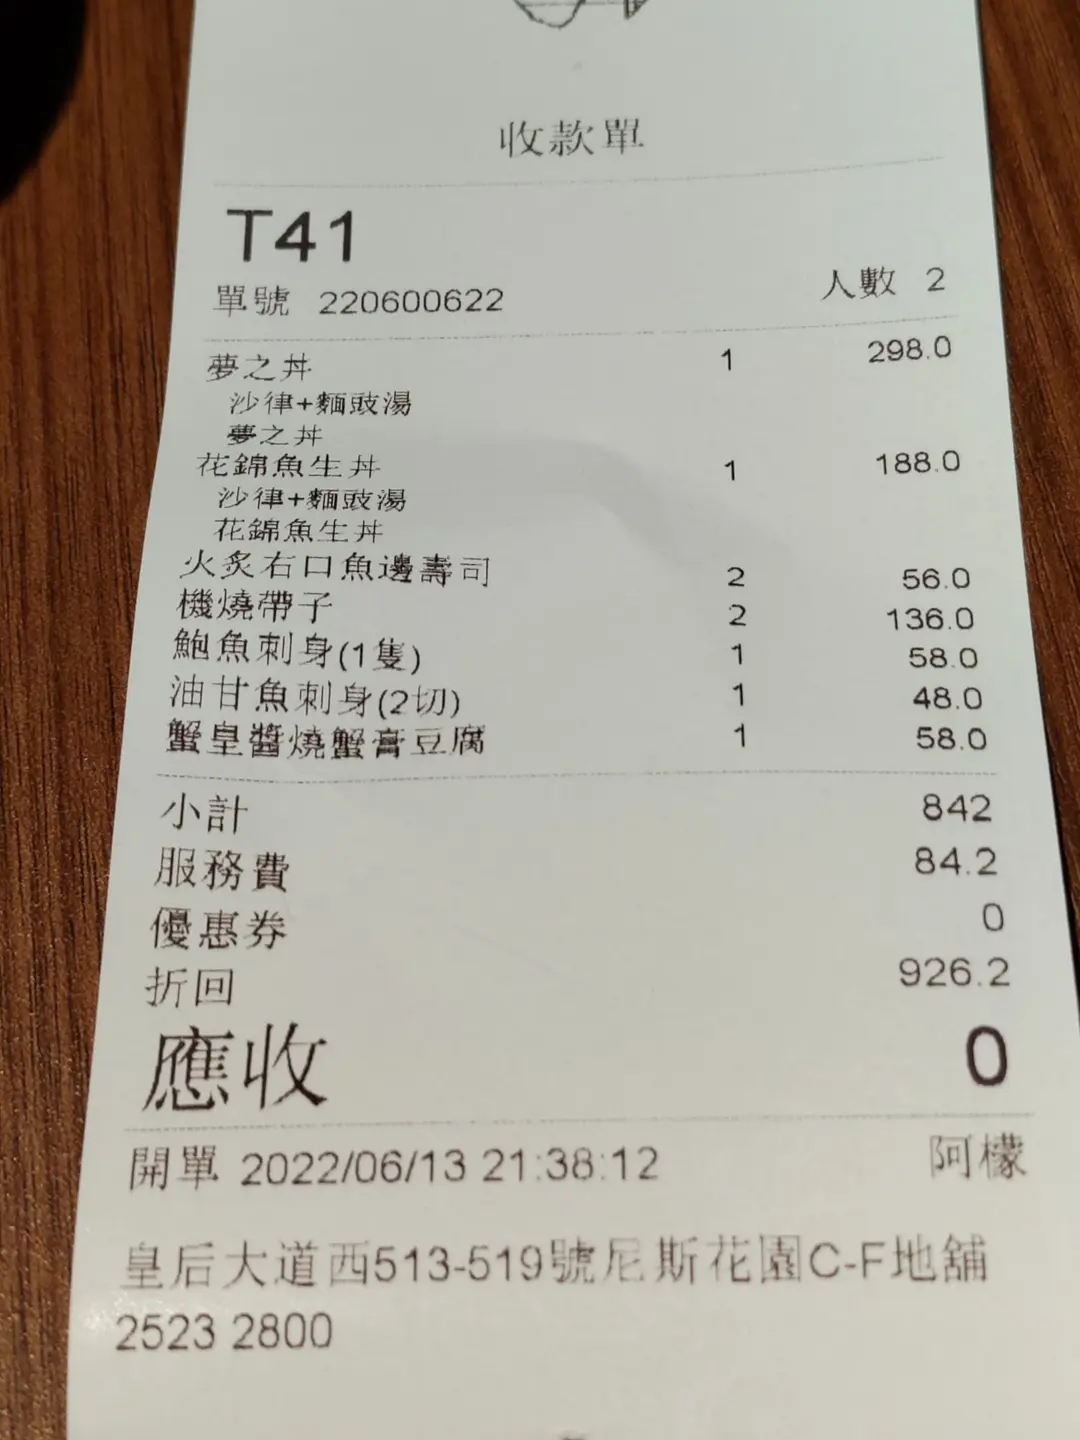 收款單
T41
單號 220600622 人數 2
夢之丼 1 298.0
沙律+麵豉湯
夢之丼
花錦魚生丼 1 188.0
沙律+麵豉湯
花錦魚生丼
火炙右口魚邊壽司 2 56.0
機燒帶子 2 136.0
鮑魚刺身(1隻) 1 58.0
油甘魚刺身(2切) 1 48.0
蟹皇醬燒蟹膏豆腐 1 58.0
小計 842
服務費 84.2
優惠券 0
折回 926.2
應收 0
開單 2022/06/13 21:38:12 阿檬
皇后大道西513-519號尼斯花園C-F地舖
2523 2800